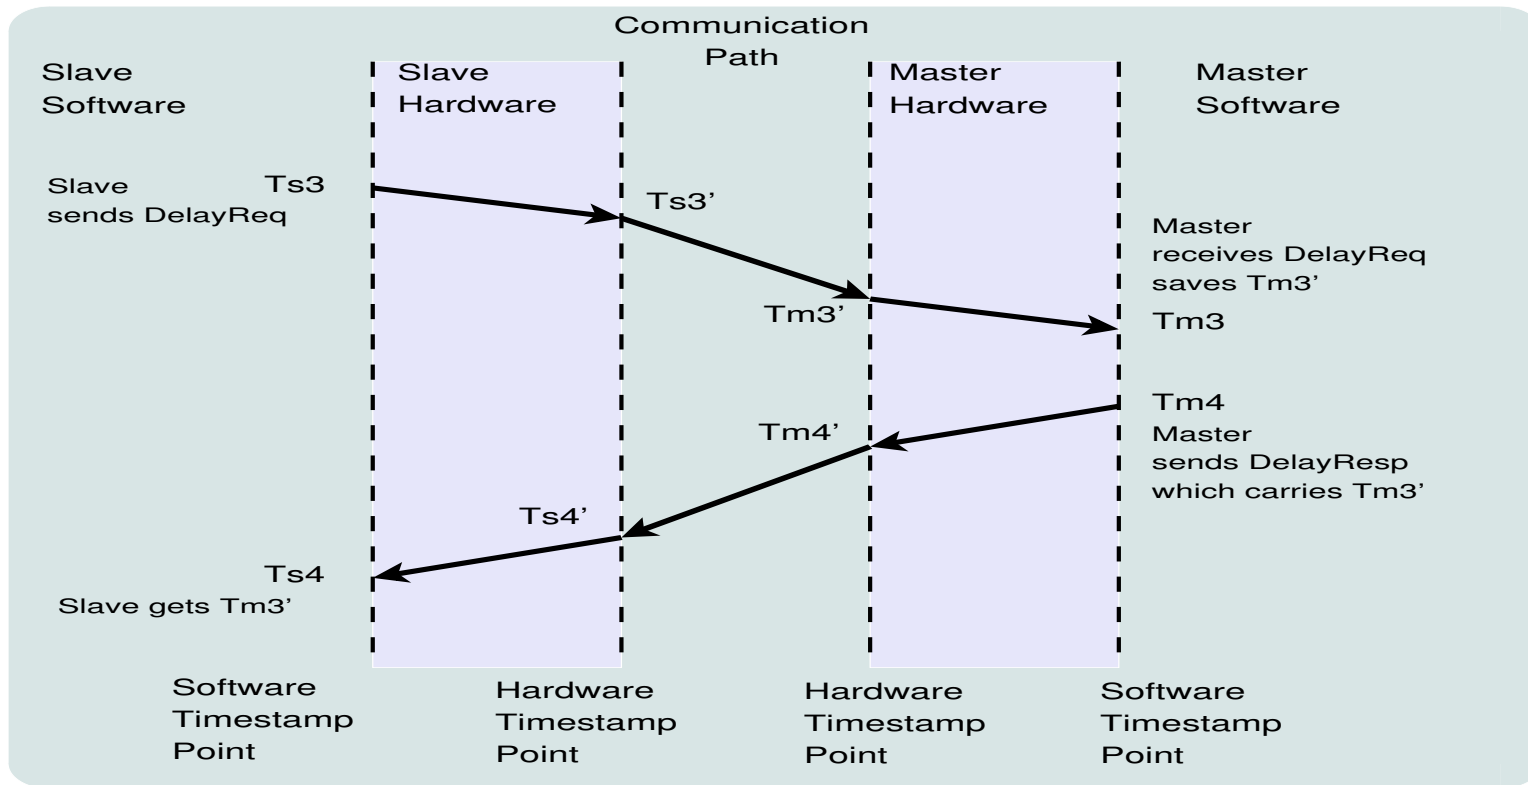 Communication
Path
Slave
Software
Slave
Hardware
Master
Hardware
Master
Software
Slave
sends DelayReq
Ts3
Ts3’
Master
receives DelayReq
saves Tm3’
Tm3’
Tm3
Tm4
Tm4’
Master
sends DelayResp
which carries Tm3’
Ts4’
Ts4
Slave gets Tm3’
Software
Timestamp
Point
Hardware
Timestamp
Point
Hardware
Timestamp
Point
Software
Timestamp
Point